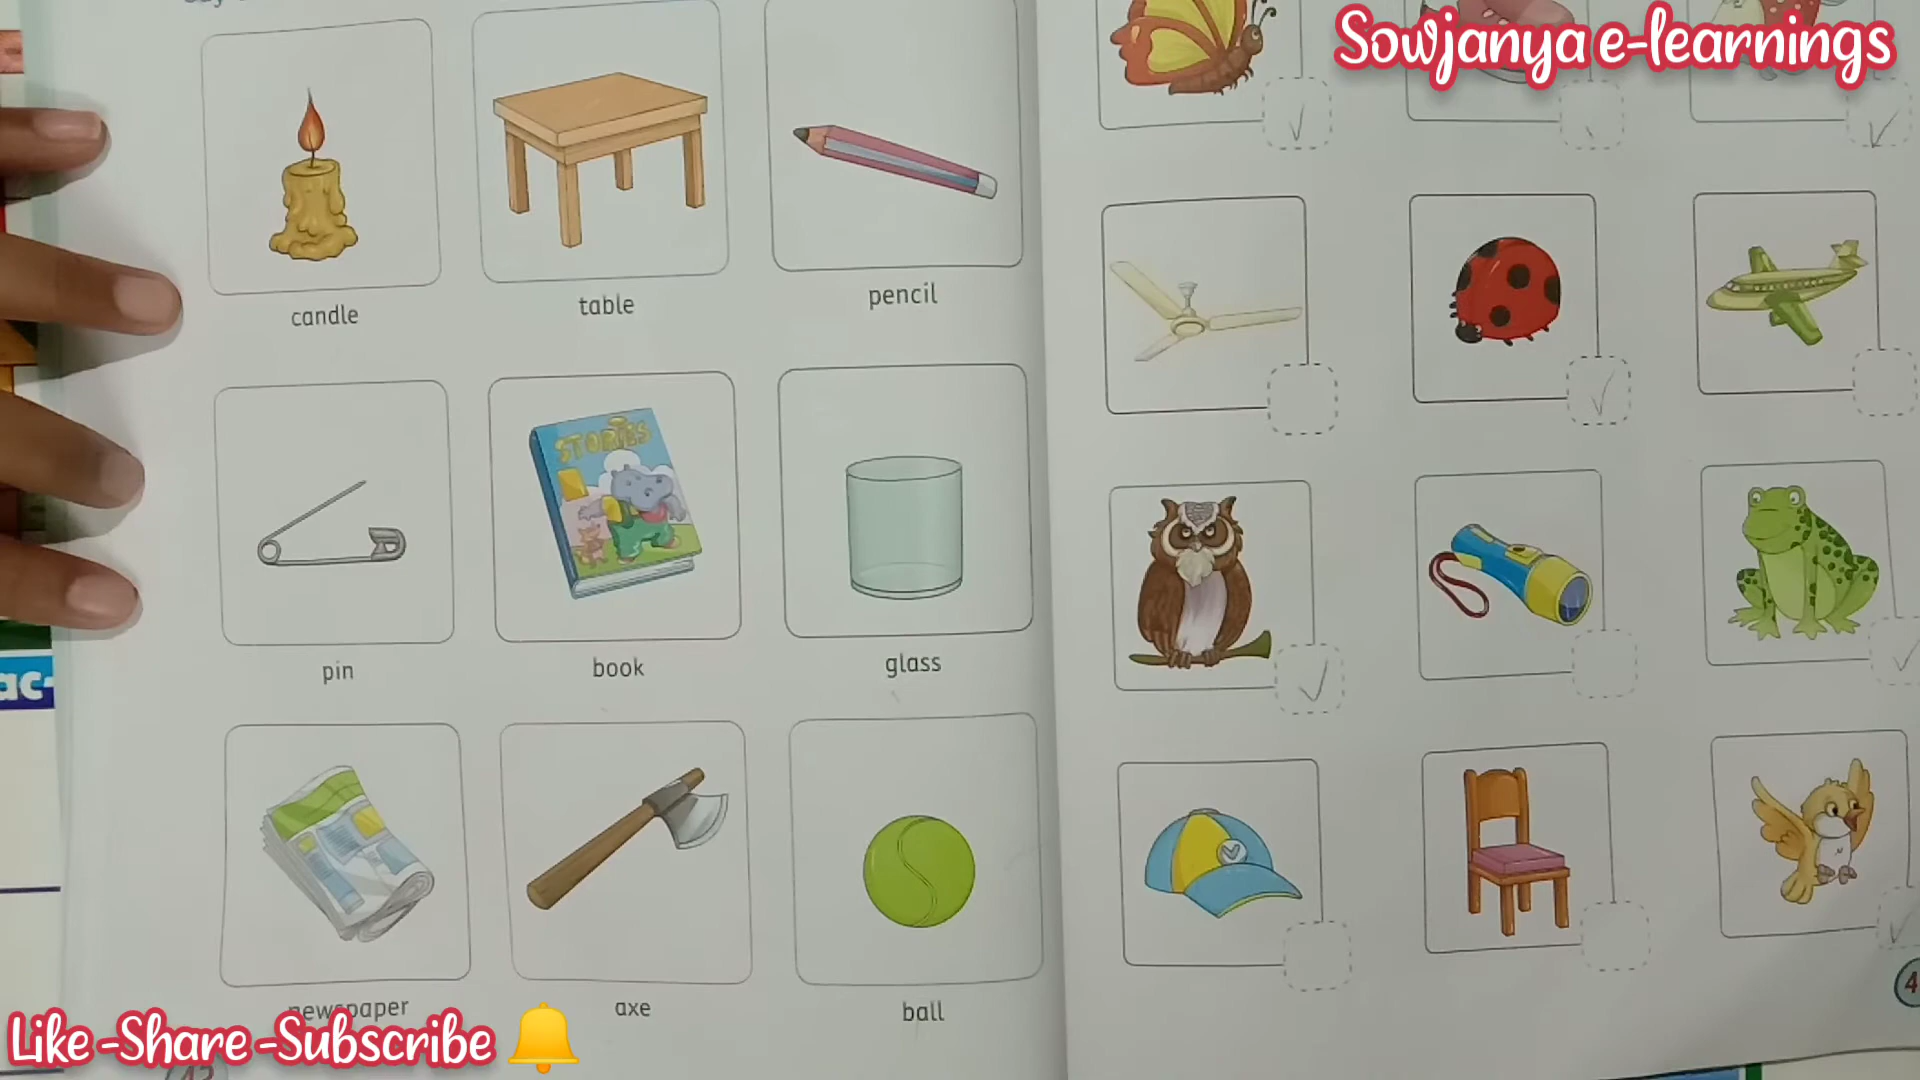 Sowjanya e-learnings
candle
table
pencil
STORIES
pin
book
glass
newspaper
axe
ball
Like-Share-Subscribe